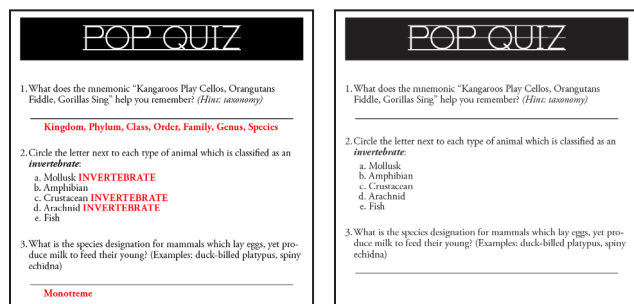 POP QUIZ
1. What does the mnemonic “Kangaroos Play Cellos, Orangutans
Fiddle, Gorillas Sing” help you remember? (Hint: taxonomy)
Kingdom, Phylum, Class, Order, Family, Genus, Species
2. Circle the letter next to each type of animal which is classified as an
invertebrate:
a. Mollusk INVERTEBRATE
b. Amphibian
c. Crustacean INVERTEBRATE
d. Arachnid INVERTEBRATE
e. Fish
3. What is the species designation for mammals which lay eggs, yet pro-
duce milk to feed their young? (Examples: duck-billed platypus, spiny
echidna)
Monotreme
POP QUIZ
1. What does the mnemonic “Kangaroos Play Cellos, Orangutans
Fiddle, Gorillas Sing” help you remember? (Hint: taxonomy)
2. Circle the letter next to each type of animal which is classified as an
invertebrate:
a. Mollusk
b. Amphibian
c. Crustacean
d. Arachnid
e. Fish
3. What is the species designation for mammals which lay eggs, yet pro-
duce milk to feed their young? (Examples: duck-billed platypus, spiny
echidna)